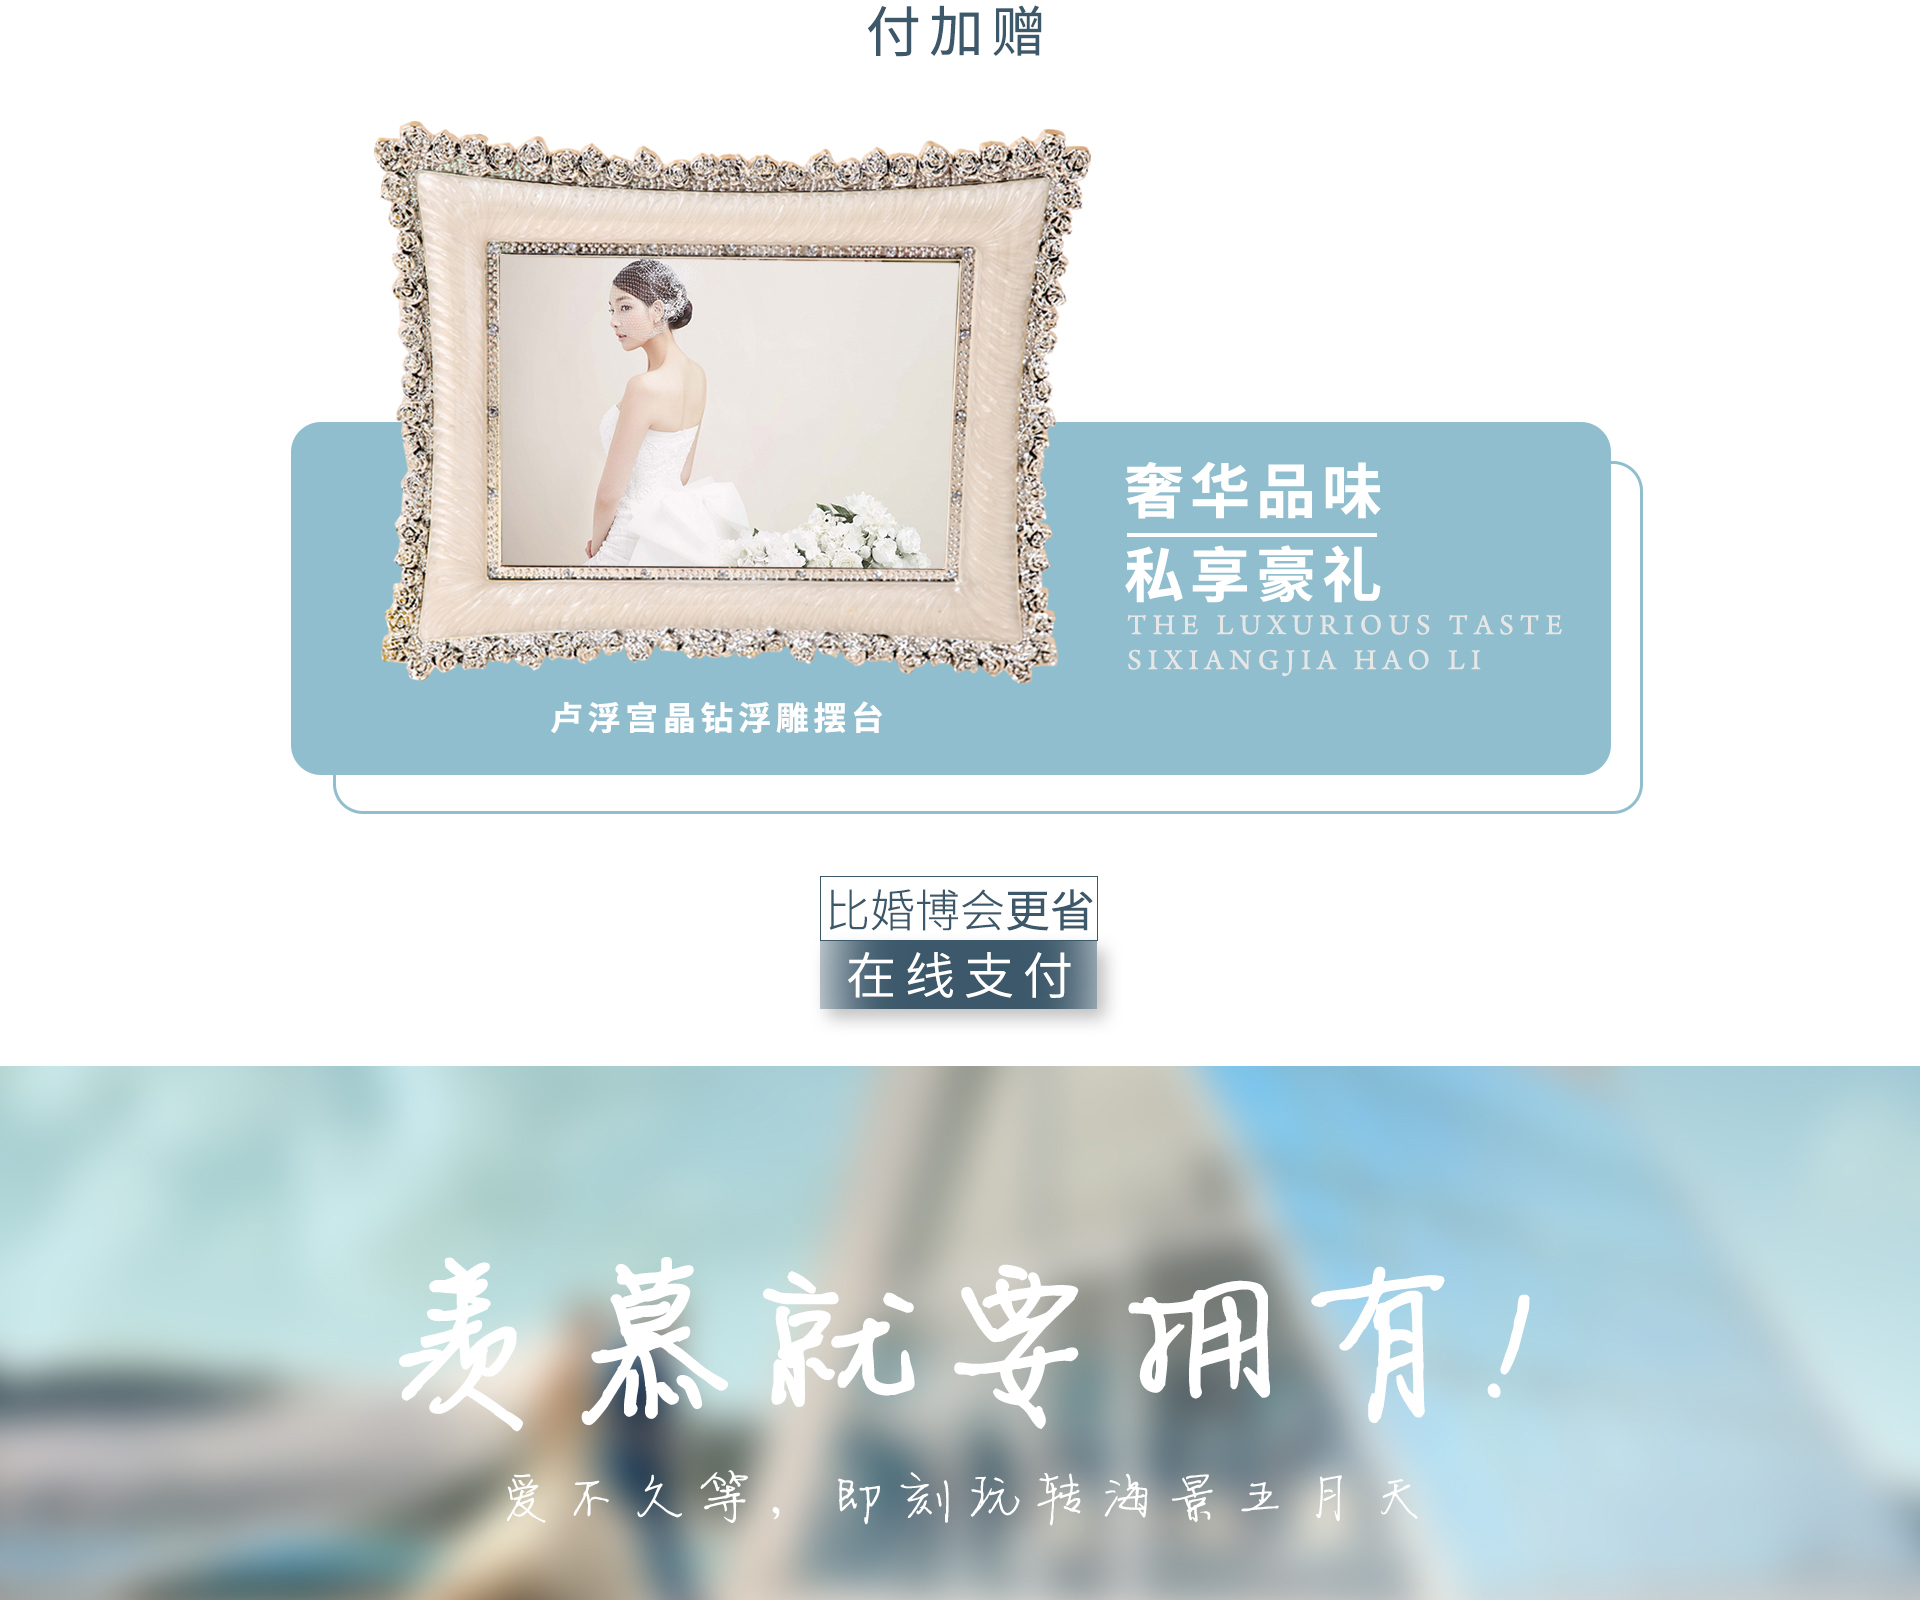 付加赠
奢华品味
私享豪礼
THE LUXURIOUS TASTE
SIXIANGJIA HAO LI
卢浮宫晶钻浮雕摆台
比婚博会更省
在线支付
羡慕就要拥有!
爱不久等，即刻玩转海景五月天